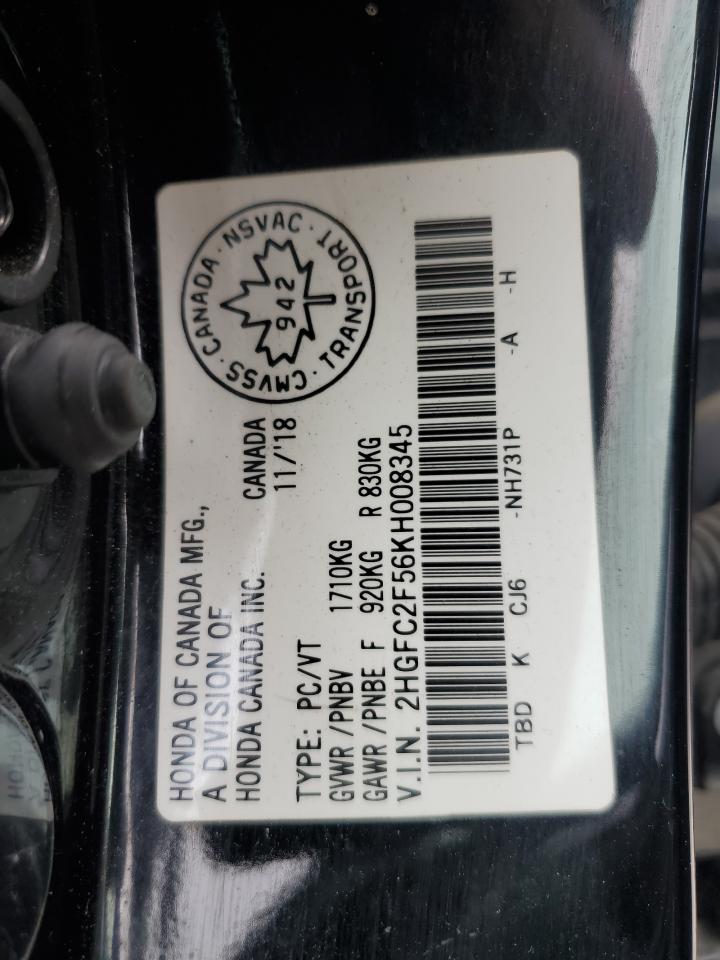 HONDA OF CANADA MFG.,
A DIVISION OF
HONDA CANADA INC. CANADA
11/'18
TYPE: PC/VT
GVWR/PNBV 1710KG
GAWR/PNBE F 920KG R 830KG
V.I.N. 2HGFC2F56KH008345
TBD K CJ6 -NH731P -A -H
CANADA · NSVAC · TRANSPORT · CMVSS ·
942